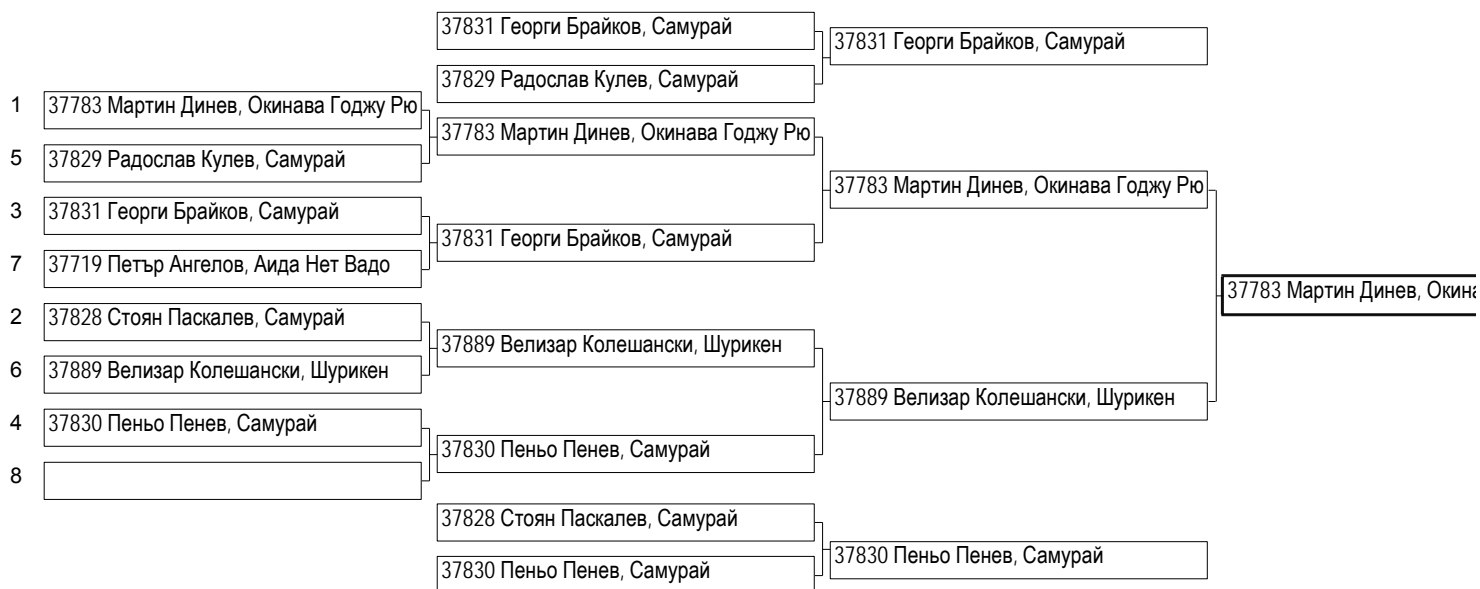 37831 Георги Брайков, Самурай
37831 Георги Брайков, Самурай
37829 Радослав Кулев, Самурай
1 37783 Мартин Динев, Окинава Годжу Рю
37783 Мартин Динев, Окинава Годжу Рю
5 37829 Радослав Кулев, Самурай
37783 Мартин Динев, Окинава Годжу Рю
3 37831 Георги Брайков, Самурай
37831 Георги Брайков, Самурай
7 37719 Петър Ангелов, Аида Нет Вадо
37783 Мартин Динев, Окина
2 37828 Стоян Паскалев, Самурай
37889 Велизар Колешански, Шурикен
6 37889 Велизар Колешански, Шурикен
37889 Велизар Колешански, Шурикен
4 37830 Пеньо Пенев, Самурай
37830 Пеньо Пенев, Самурай
8
37828 Стоян Паскалев, Самурай
37830 Пеньо Пенев, Самурай
37830 Пеньо Пенев, Самурай